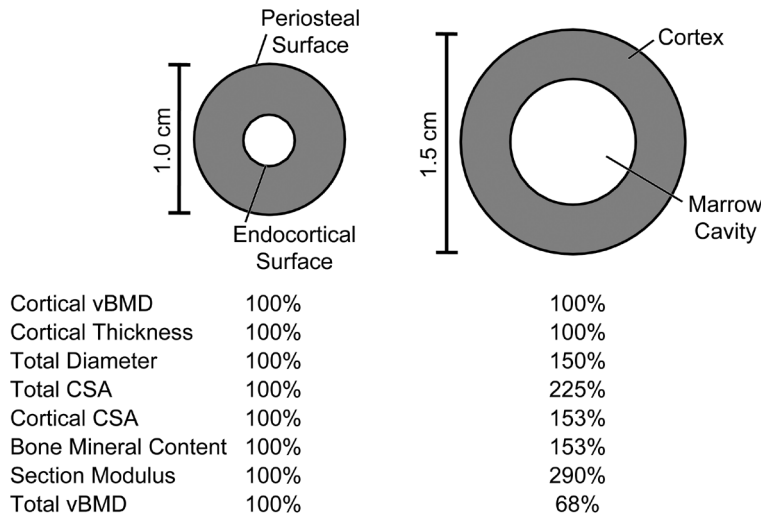 Periosteal
Surface
1.0 cm
Endocortical
Surface
1.5 cm
Cortex
Marrow
Cavity
Cortical vBMD 100% 100%
Cortical Thickness 100% 100%
Total Diameter 100% 150%
Total CSA 100% 225%
Cortical CSA 100% 153%
Bone Mineral Content 100% 153%
Section Modulus 100% 290%
Total vBMD 100% 68%